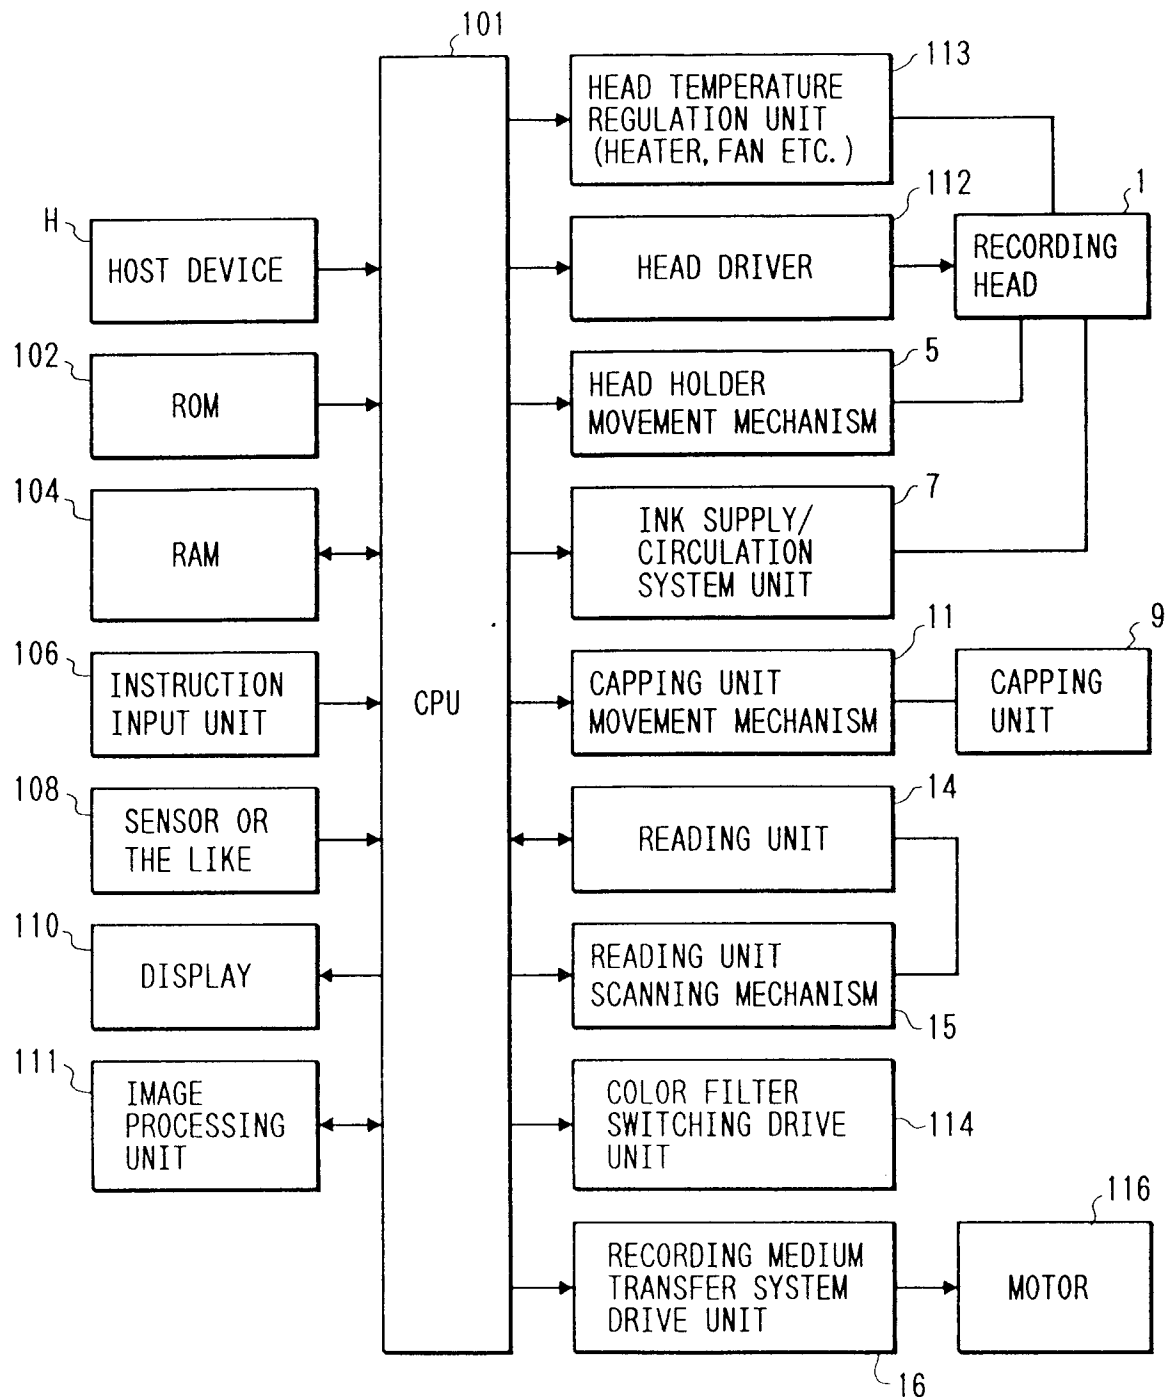 101
113
HEAD TEMPERATURE
REGULATION UNIT
(HEATER, FAN ETC.)
112
1
H
HOST DEVICE
HEAD DRIVER
RECORDING
HEAD
102
ROM
5
HEAD HOLDER
MOVEMENT MECHANISM
104
RAM
7
INK SUPPLY/
CIRCULATION
SYSTEM UNIT
106
INSTRUCTION
INPUT UNIT
CPU
11
CAPPING UNIT
MOVEMENT MECHANISM
9
CAPPING
UNIT
108
SENSOR OR
THE LIKE
14
READING UNIT
110
DISPLAY
READING UNIT
SCANNING MECHANISM
15
111
IMAGE
PROCESSING
UNIT
COLOR FILTER
SWITCHING DRIVE
UNIT
114
116
RECORDING MEDIUM
TRANSFER SYSTEM
DRIVE UNIT
16
MOTOR